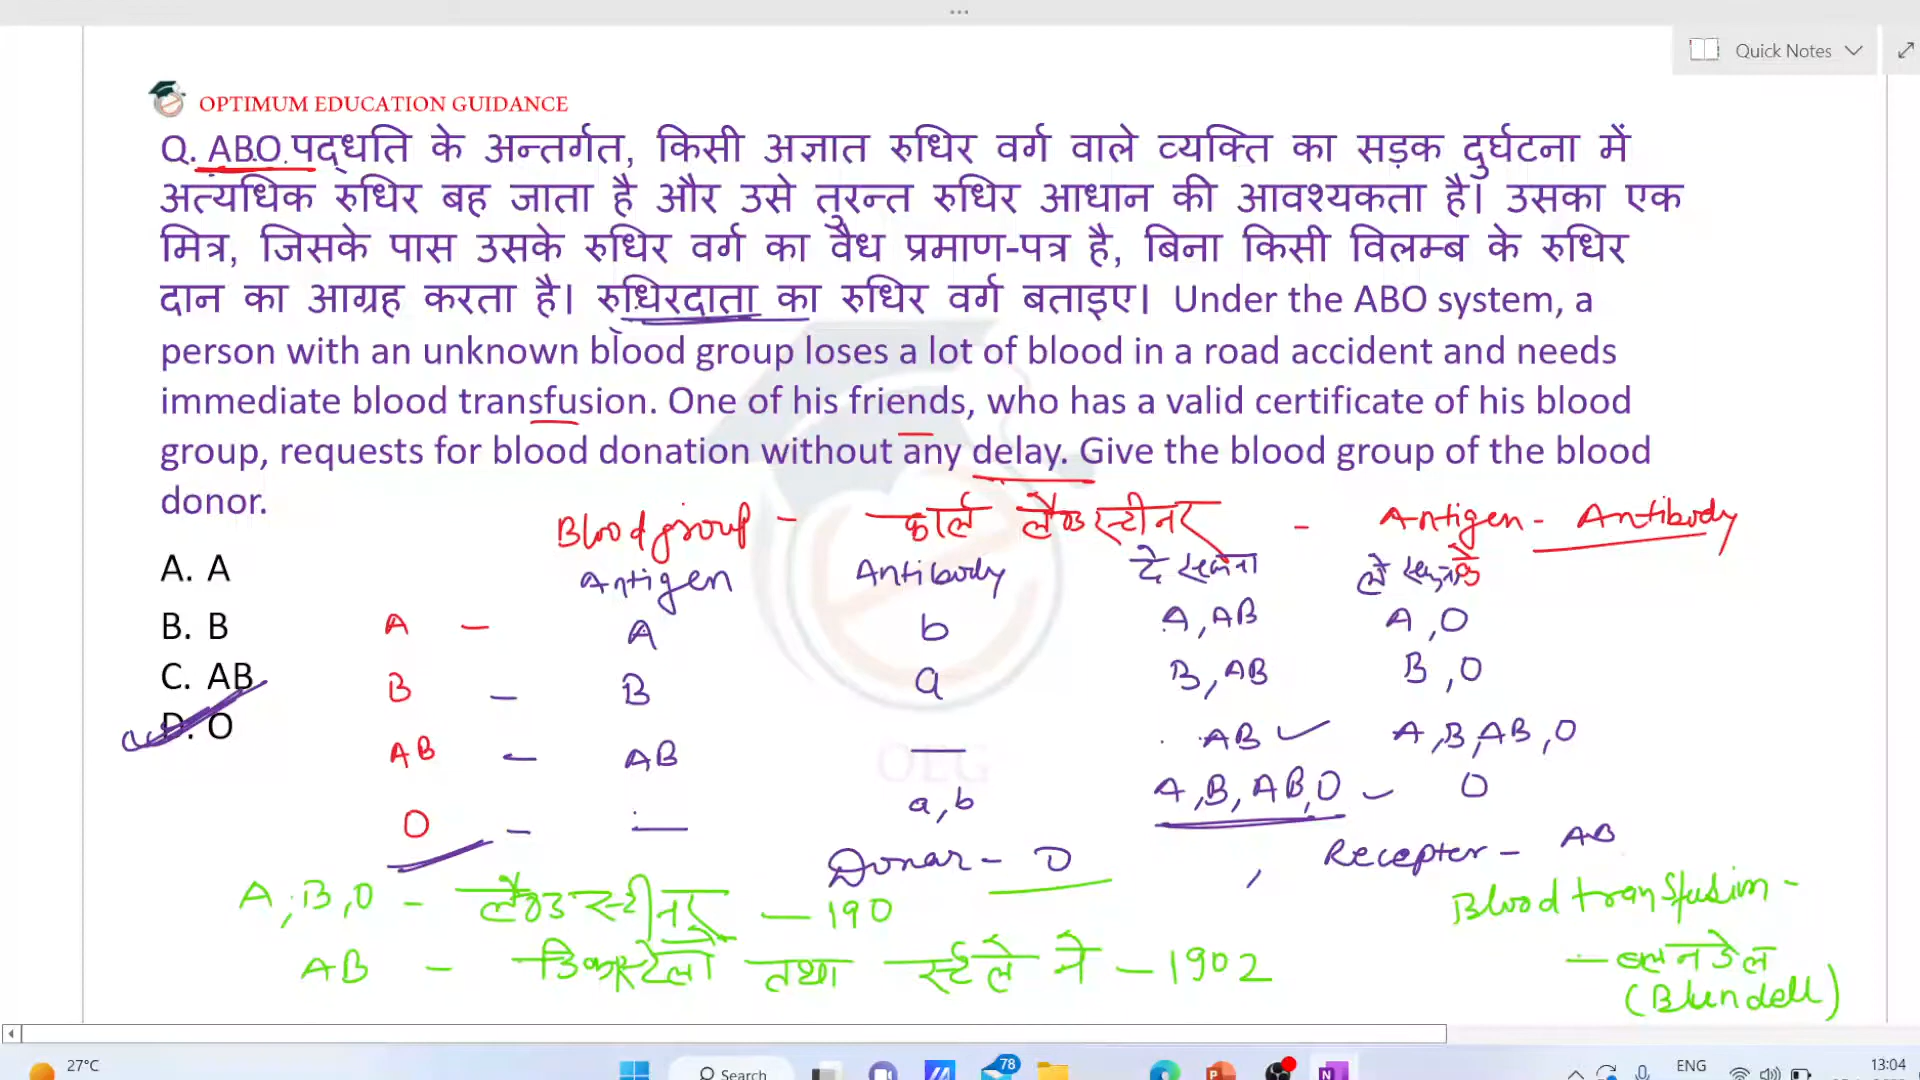 Quick Notes
OPTIMUM EDUCATION GUIDANCE
Q. ABO पद्धति के अन्तर्गत, किसी अज्ञात रुधिर वर्ग वाले व्यक्ति का सड़क दुर्घटना में
अत्यधिक रुधिर बह जाता है और उसे तुरन्त रुधिर आधान की आवश्यकता है। उसका एक
मित्र, जिसके पास उसके रुधिर वर्ग का वैध प्रमाण-पत्र है, बिना किसी विलम्ब के रुधिर
दान का आग्रह करता है। रुधिरदाता का रुधिर वर्ग बताइए। Under the ABO system, a
person with an unknown blood group loses a lot of blood in a road accident and needs
immediate blood transfusion. One of his friends, who has a valid certificate of his blood
group, requests for blood donation without any delay. Give the blood group of the blood
donor.
Blood group - कार्ल लैंडस्टीनर - Antigen - Antibody
A. A
Antigen Antibody दे सकता
B. B
A - A b A, AB A, O
C. AB
B - B a B, AB B, O
D. O
AB - AB — AB A, B, AB, O
O - — a, b A, B, AB, O - O
Donar - O , Recepter - AB
A, B, O - लैंडस्टीनर - 190
Blood transfusion -
AB - तथा ने - 1902
(Blundell)
OEG
27°C
Search
78
ENG
13:04